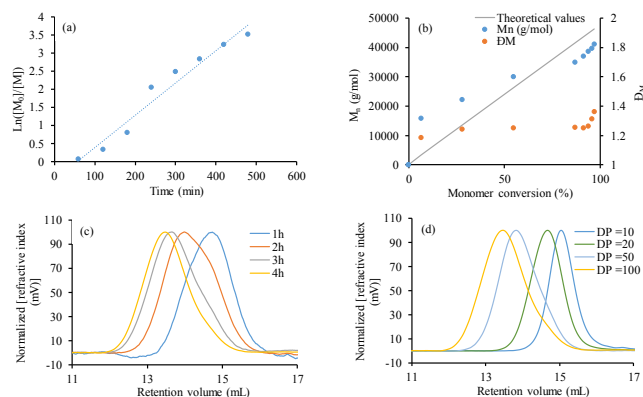 (a)
Ln([M0]/[M])
4
3.5
3
2.5
2
1.5
1
0.5
0
0 100 200 300 400 500 600
Time (min)
(b)
Theoretical values
Mn (g/mol)
ĐM
Mn (g/mol)
50000
40000
30000
20000
10000
0
2
1.8
1.6
1.4
1.2
1
ĐM
0 20 40 60 80 100
Monomer conversion (%)
(c)
Normalized [refractive index
(mV)]
110
90
70
50
30
10
-10
1h
2h
3h
4h
11 13 15 17
Retention volume (mL)
(d)
Normalized [refractive index
(mV)]
110
90
70
50
30
10
-10
DP =10
DP =20
DP =50
DP =100
11 13 15 17
Retention volume (mL)